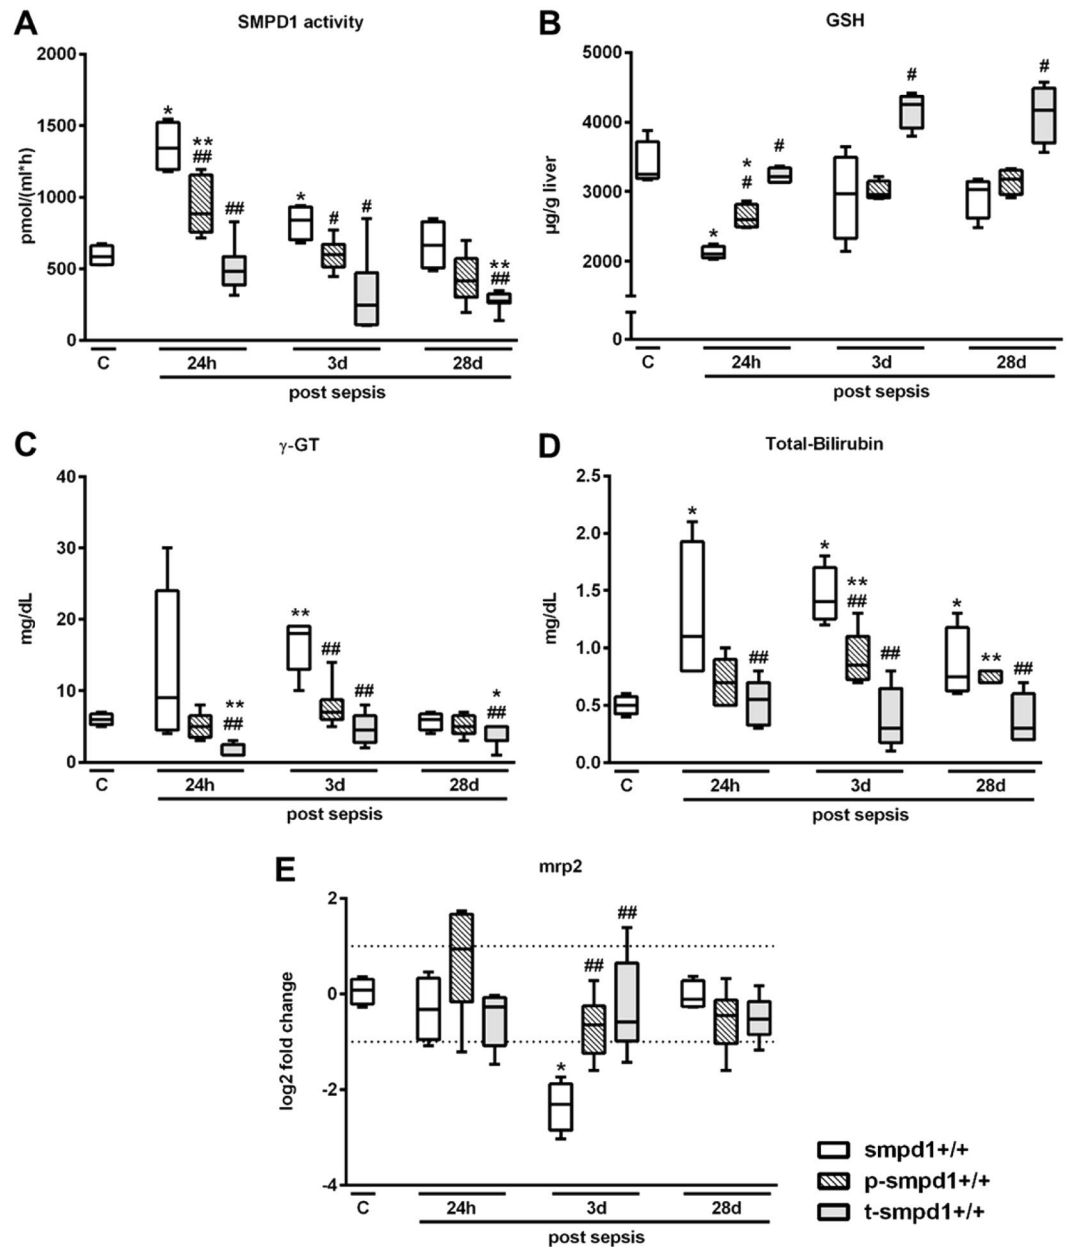 A
SMPD1 activity
pmol/(ml*h)
2000
1500
1000
500
0
*
**
##
##
*
#
#
**
##
C
24h
3d
28d
post sepsis
B
GSH
µg/g liver
5000
4000
3000
2000
0
*
*
#
#
#
#
C
24h
3d
28d
post sepsis
C
γ-GT
mg/dL
40
30
20
10
0
**
##
**
##
##
*
##
C
24h
3d
28d
post sepsis
D
Total-Bilirubin
mg/dL
2.5
2.0
1.5
1.0
0.5
0.0
*
##
*
**
##
##
*
**
##
C
24h
3d
28d
post sepsis
E
mrp2
log2 fold change
2
0
-2
-4
*
##
##
C
24h
3d
28d
post sepsis
smpd1+/+
p-smpd1+/+
t-smpd1+/+